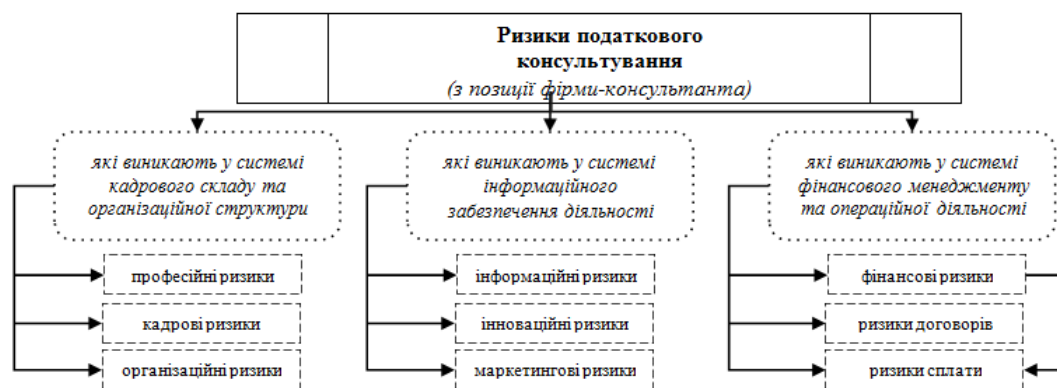 Ризики податкового
консультування
(з позиції фірми-консультанта)
які виникають у системі
кадрового складу та
організаційної структури
які виникають у системі
інформаційного
забезпечення діяльності
які виникають у системі
фінансового менеджменту
та операційної діяльності
професійні ризики
інформаційні ризики
фінансові ризики
кадрові ризики
інноваційні ризики
ризики договорів
організаційні ризики
маркетингові ризики
ризики сплати